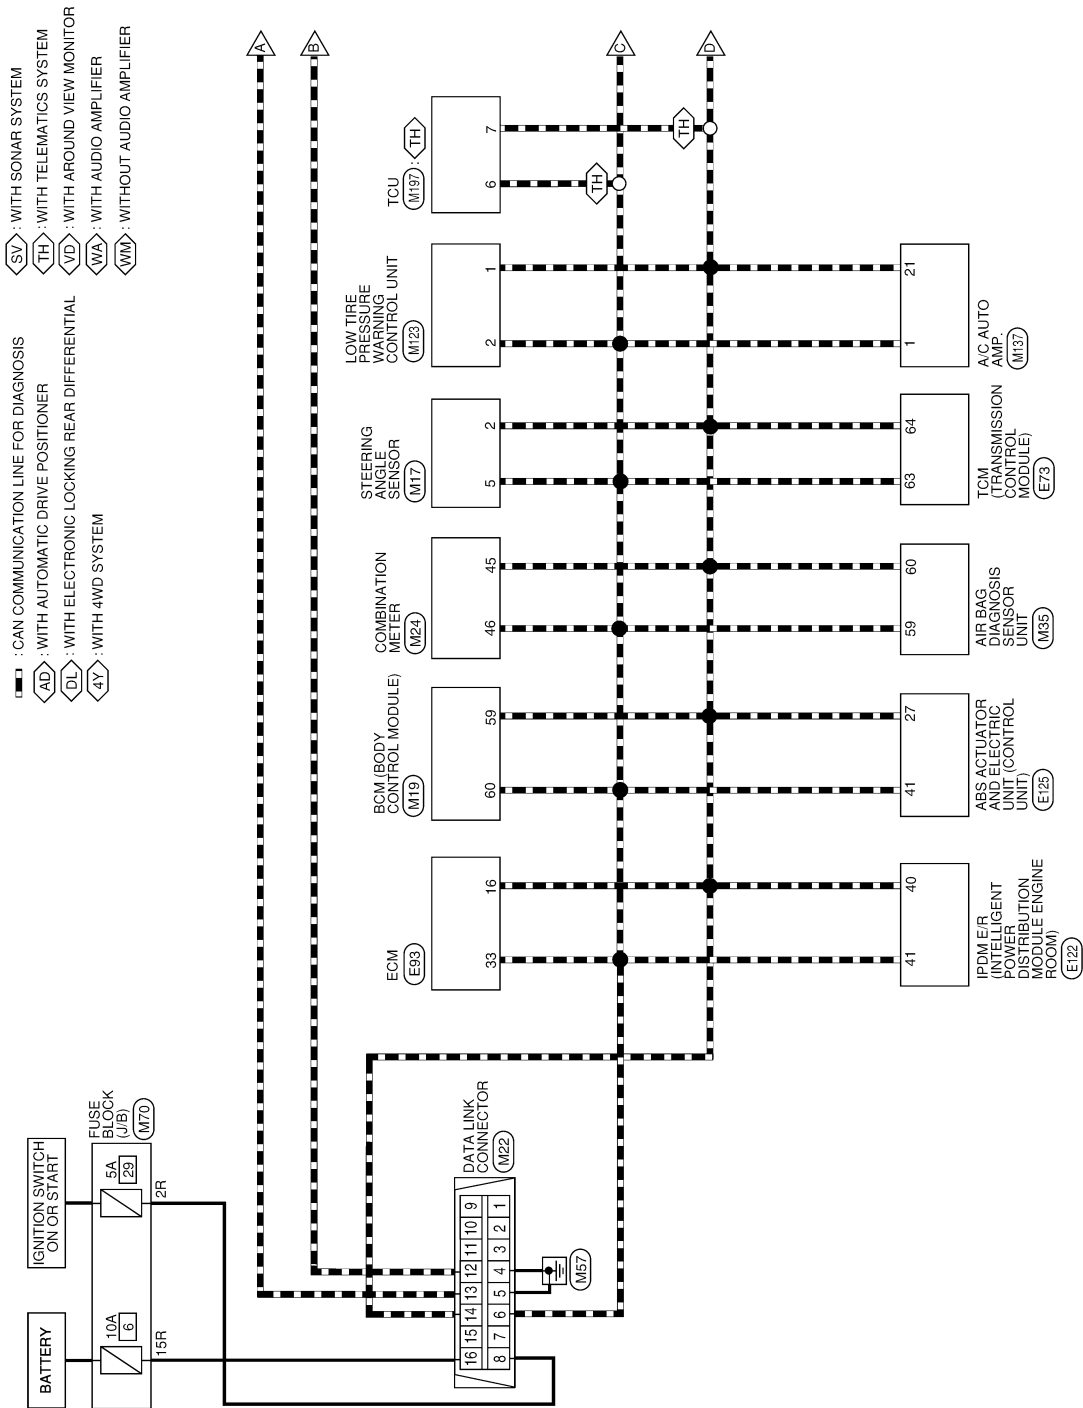 : CAN COMMUNICATION LINE FOR DIAGNOSIS
AD : WITH AUTOMATIC DRIVE POSITIONER
DL : WITH ELECTRONIC LOCKING REAR DIFFERENTIAL
4Y : WITH 4WD SYSTEM
SV : WITH SONAR SYSTEM
TH : WITH TELEMATICS SYSTEM
VD : WITH AROUND VIEW MONITOR
WA : WITH AUDIO AMPLIFIER
WM : WITHOUT AUDIO AMPLIFIER
A
B
C
D
BATTERY
IGNITION SWITCH
ON OR START
10A
6
5A
29
FUSE
BLOCK
(J/B)
M70
15R
2R
DATA LINK
CONNECTOR
M22
16 15 14 13 12 11 10 9
8 7 6 5 4 3 2 1
M57
ECM
E93
33 16
BCM (BODY
CONTROL MODULE)
M19
60 59
COMBINATION
METER
M24
46 45
STEERING
ANGLE
SENSOR
M17
5 2
LOW TIRE
PRESSURE
WARNING
CONTROL UNIT
M123
2 1
TCU
M197 : TH
6 7
TH
TH
41 40
IPDM E/R
(INTELLIGENT
POWER
DISTRIBUTION
MODULE ENGINE
ROOM)
E122
41 27
ABS ACTUATOR
AND ELECTRIC
UNIT (CONTROL
UNIT)
E125
59 60
AIR BAG
DIAGNOSIS
SENSOR
UNIT
M35
63 64
TCM
(TRANSMISSION
CONTROL
MODULE)
E73
1 21
A/C AUTO
AMP.
M137